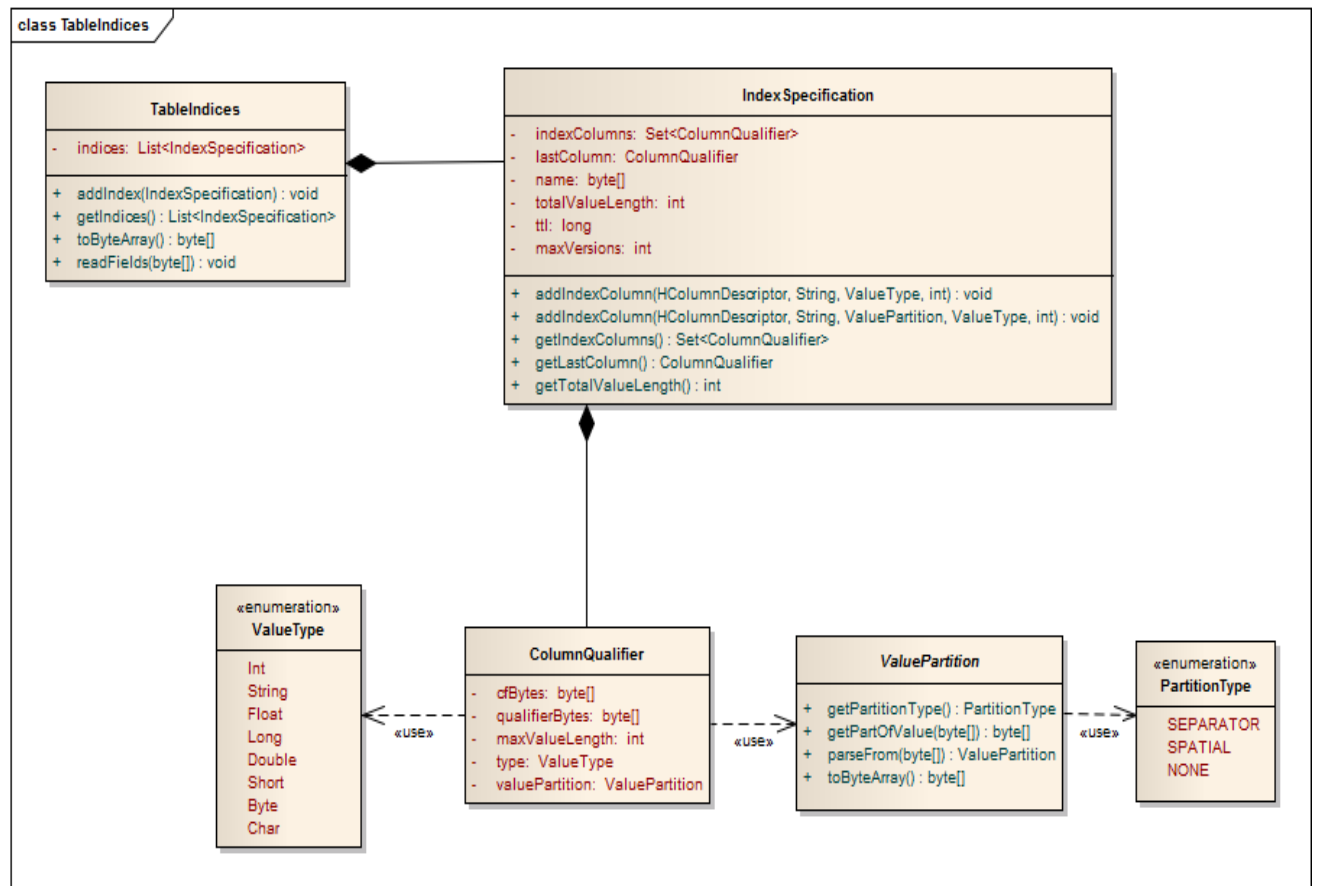 class TableIndices
TableIndices
- indices: List<IndexSpecification>
+ addIndex(IndexSpecification) : void
+ getIndices() : List<IndexSpecification>
+ toByteArray() : byte[]
+ readFields(byte[]) : void
IndexSpecification
- indexColumns: Set<ColumnQualifier>
- lastColumn: ColumnQualifier
- name: byte[]
- totalValueLength: int
- ttl: long
- maxVersions: int
+ addIndexColumn(HColumnDescriptor, String, ValueType, int) : void
+ addIndexColumn(HColumnDescriptor, String, ValuePartition, ValueType, int) : void
+ getIndexColumns() : Set<ColumnQualifier>
+ getLastColumn() : ColumnQualifier
+ getTotalValueLength() : int
«enumeration»
ValueType
Int
String
Float
Long
Double
Short
Byte
Char
«use»
ColumnQualifier
- cfBytes: byte[]
- qualifierBytes: byte[]
- maxValueLength: int
- type: ValueType
- valuePartition: ValuePartition
«use»
ValuePartition
+ getPartitionType() : PartitionType
+ getPartOfValue(byte[]) : byte[]
+ parseFrom(byte[]) : ValuePartition
+ toByteArray() : byte[]
«use»
«enumeration»
PartitionType
SEPARATOR
SPATIAL
NONE